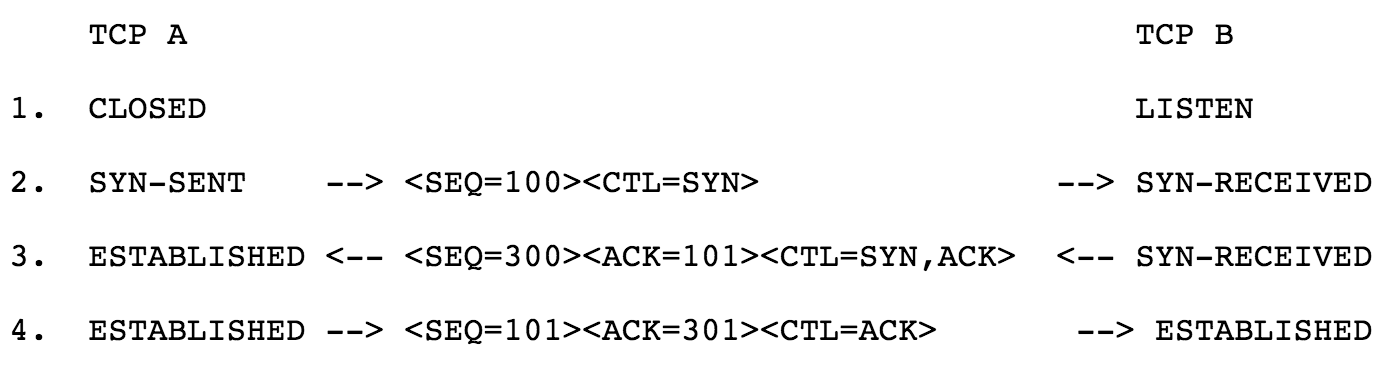 TCP A TCP B
1. CLOSED LISTEN
2. SYN-SENT --> <SEQ=100><CTL=SYN> --> SYN-RECEIVED
3. ESTABLISHED <-- <SEQ=300><ACK=101><CTL=SYN,ACK> <-- SYN-RECEIVED
4. ESTABLISHED --> <SEQ=101><ACK=301><CTL=ACK> --> ESTABLISHED